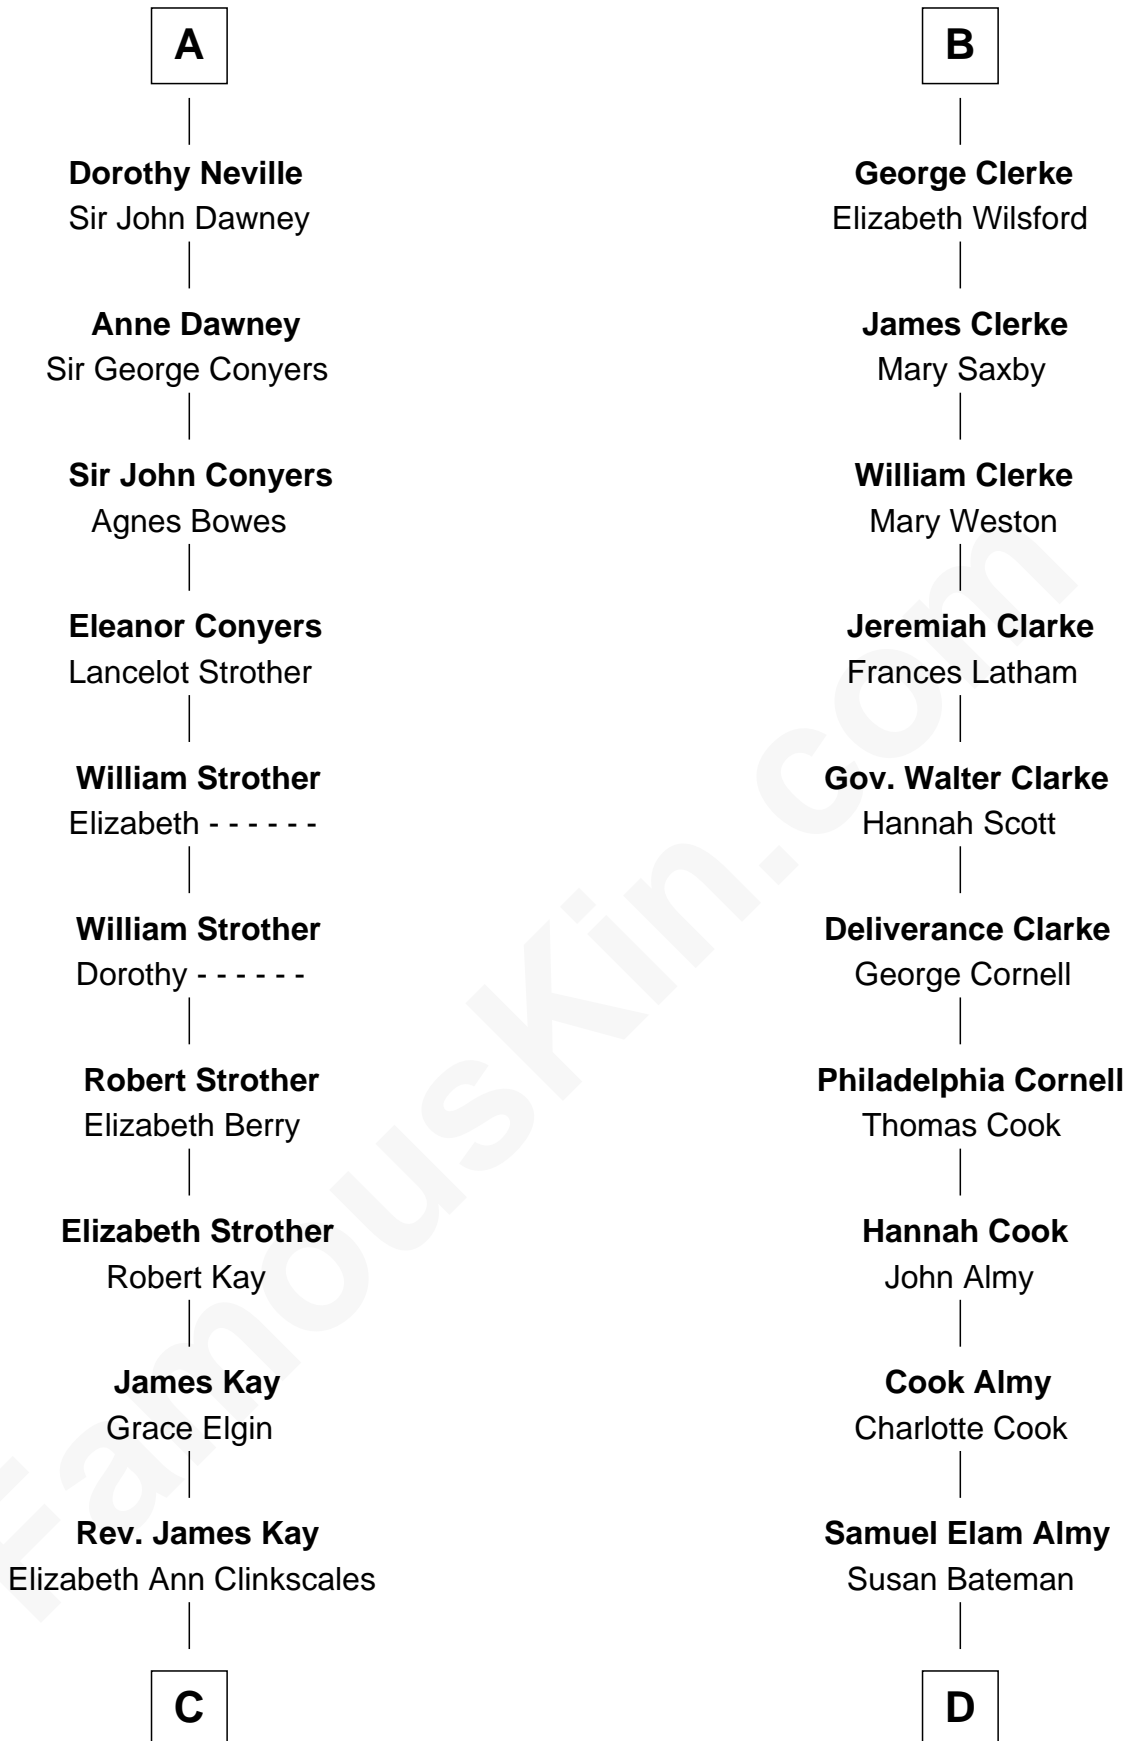 A
Dorothy Neville
Sir John Dawney
Anne Dawney
Sir George Conyers
Sir John Conyers
Agnes Bowes
Eleanor Conyers
Lancelot Strother
William Strother
Elizabeth - - - - - -
William Strother
Dorothy - - - - - -
Robert Strother
Elizabeth Berry
Elizabeth Strother
Robert Kay
James Kay
Grace Elgin
Rev. James Kay
Elizabeth Ann Clinkscales
C
B
George Clerke
Elizabeth Wilsford
James Clerke
Mary Saxby
William Clerke
Mary Weston
Jeremiah Clarke
Frances Latham
Gov. Walter Clarke
Hannah Scott
Deliverance Clarke
George Cornell
Philadelphia Cornell
Thomas Cook
Hannah Cook
John Almy
Cook Almy
Charlotte Cook
Samuel Elam Almy
Susan Bateman
D
FamousKin.com